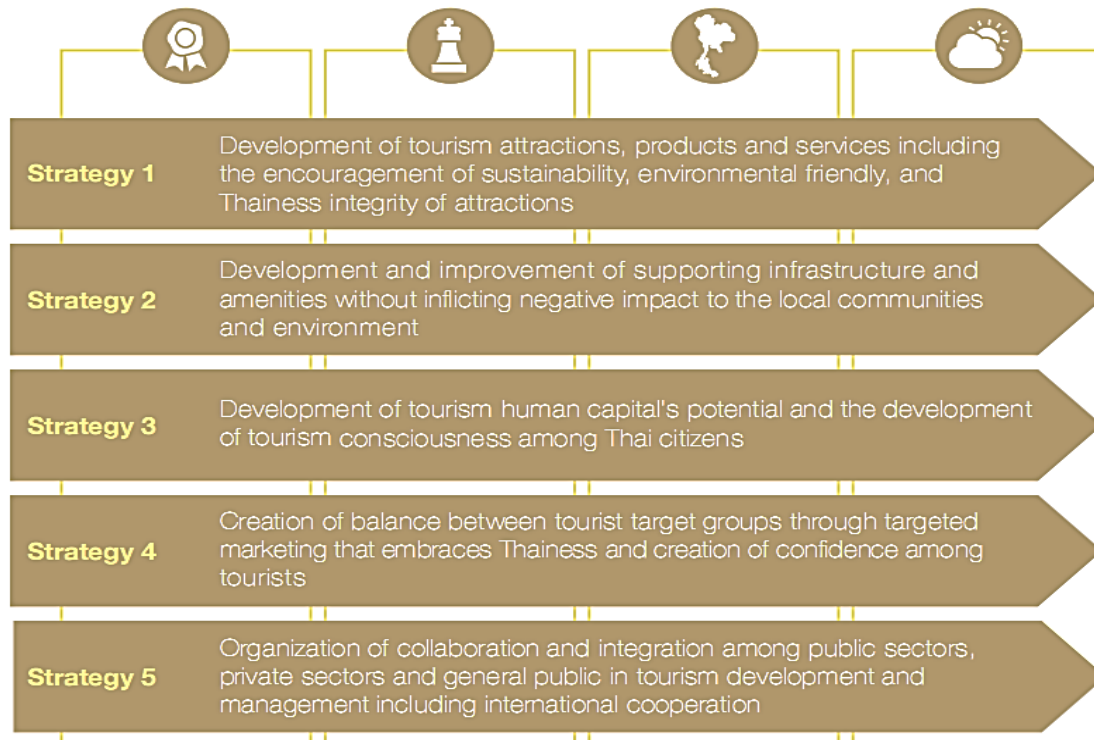 Strategy 1
Development of tourism attractions, products and services including
the encouragement of sustainability, environmental friendly, and
Thainess integrity of attractions
Strategy 2
Development and improvement of supporting infrastructure and
amenities without inflicting negative impact to the local communities
and environment
Strategy 3
Development of tourism human capital's potential and the development
of tourism consciousness among Thai citizens
Strategy 4
Creation of balance between tourist target groups through targeted
marketing that embraces Thainess and creation of confidence among
tourists
Strategy 5
Organization of collaboration and integration among public sectors,
private sectors and general public in tourism development and
management including international cooperation